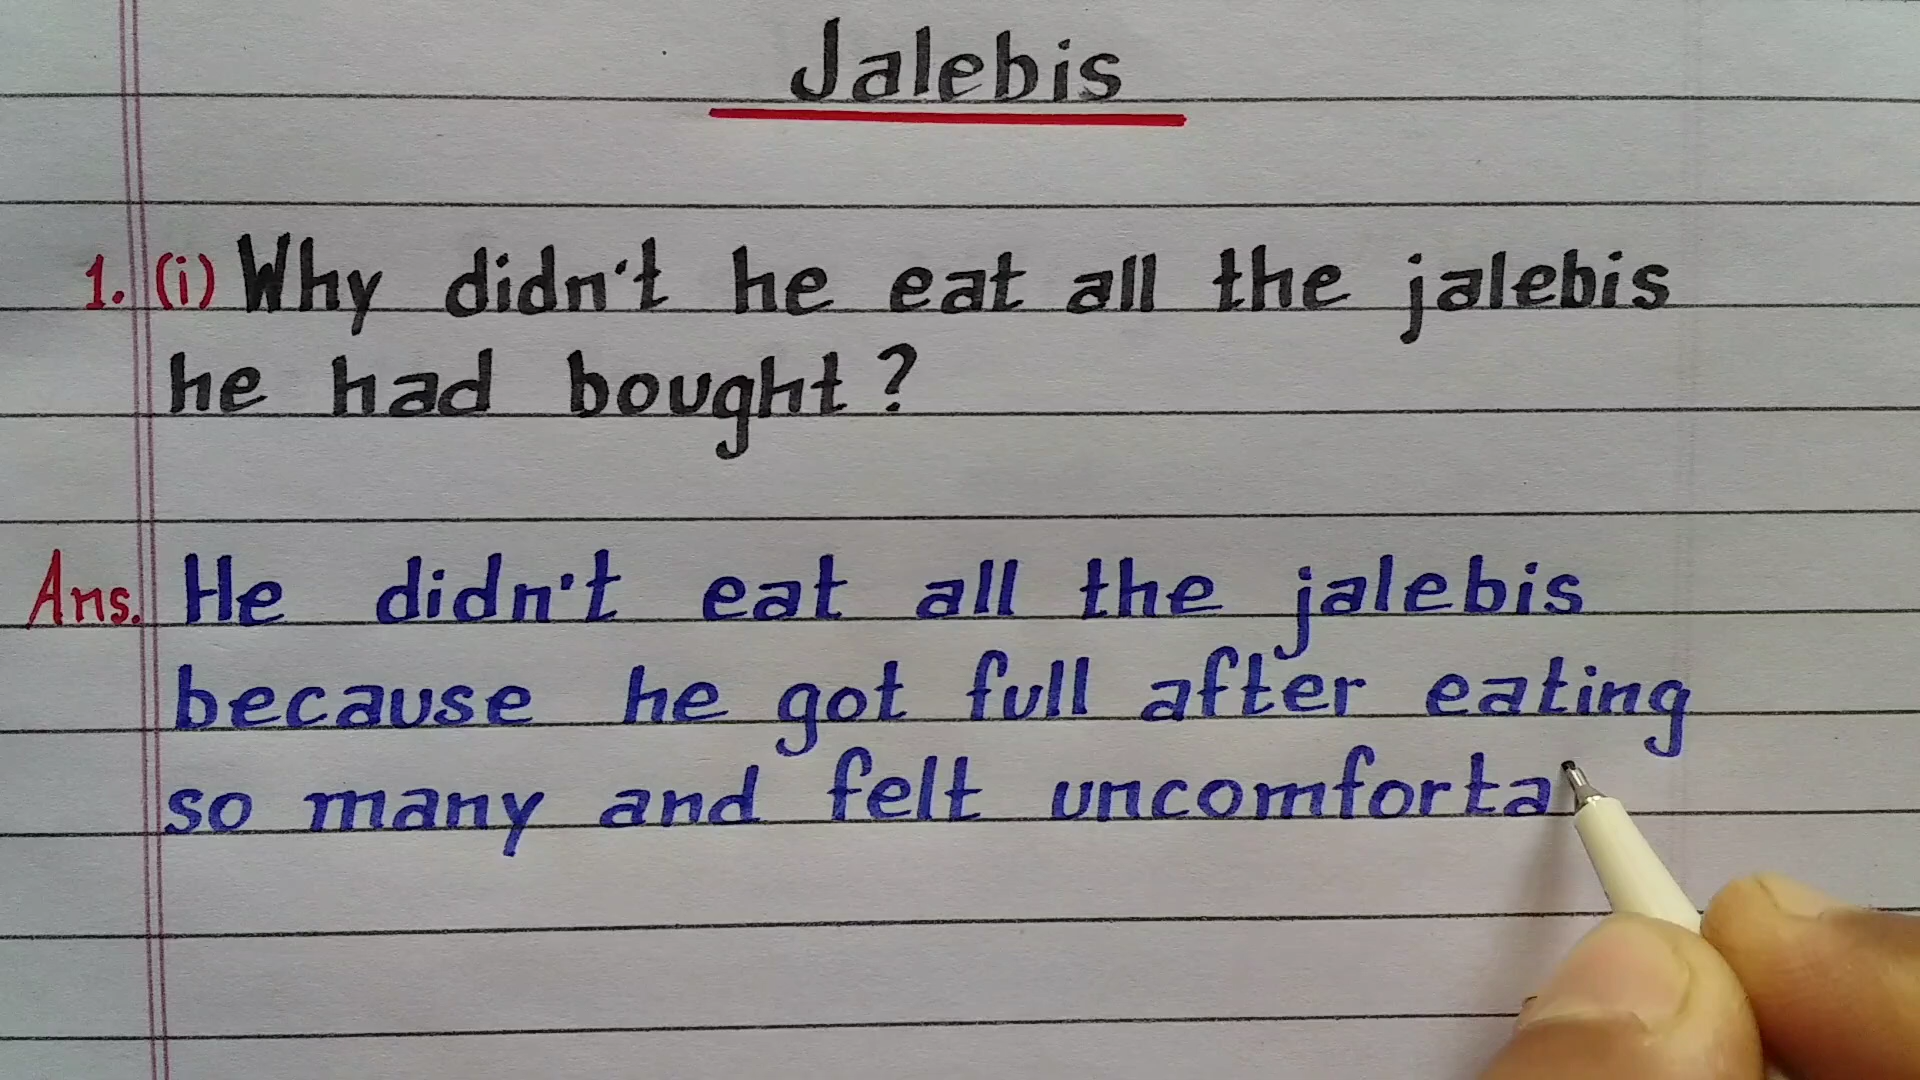 Jalebis
1. (i) Why didn't he eat all the jalebis
he had bought?
Ans. He didn't eat all the jalebis
because he got full after eating
so many and felt uncomforta